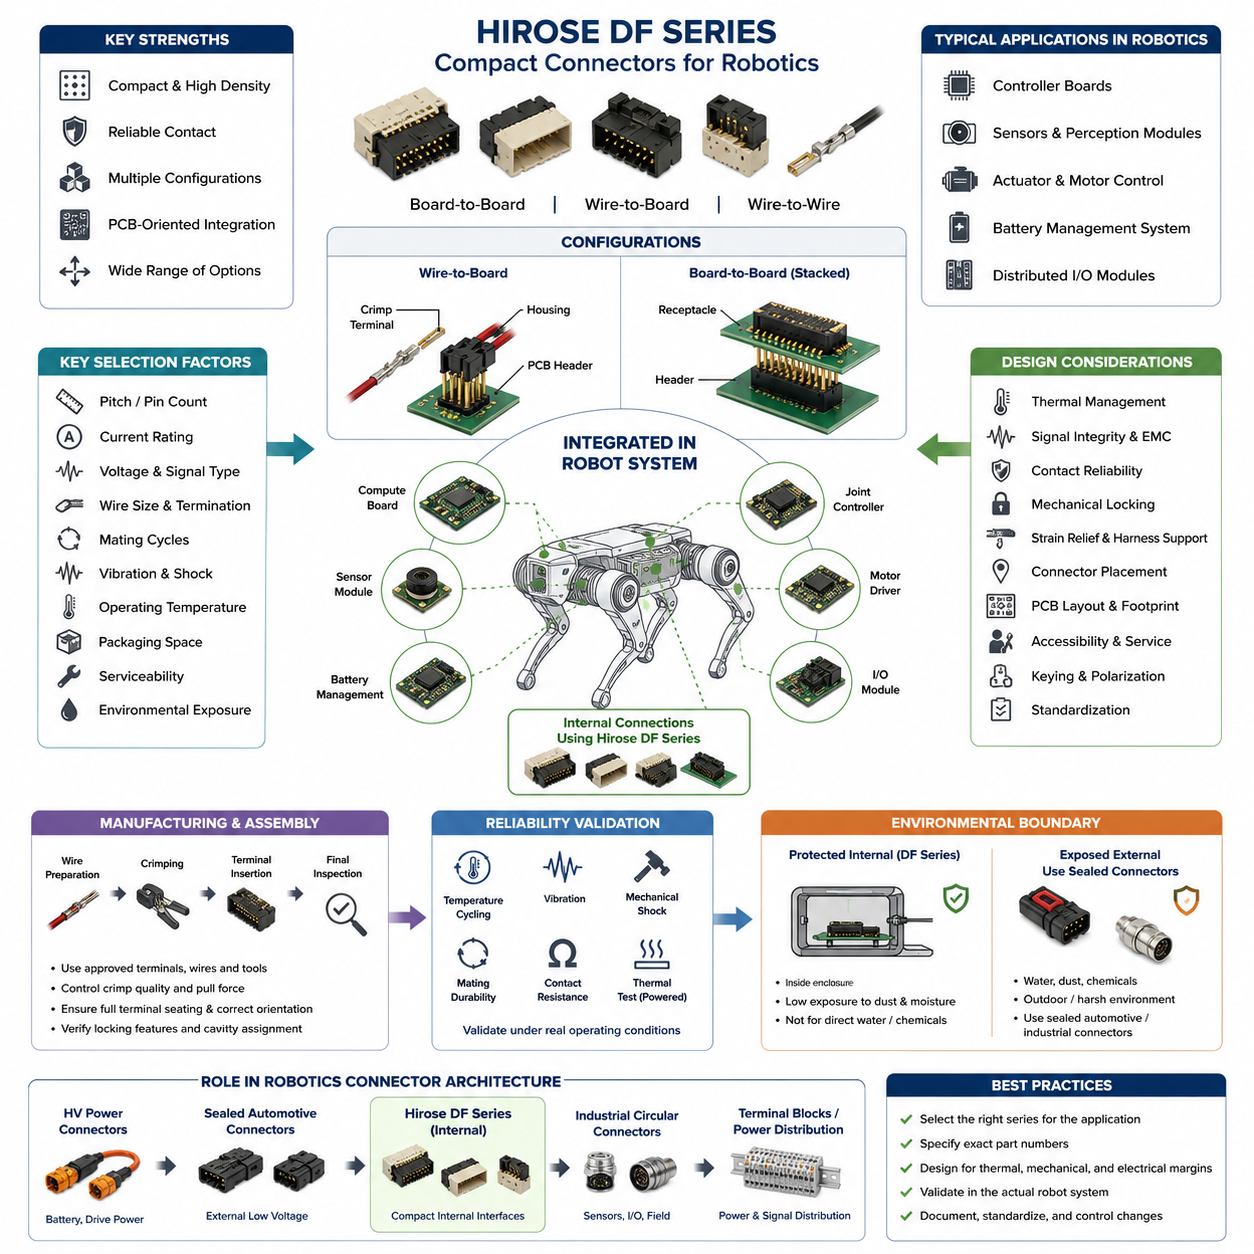 HIROSE DF SERIES
Compact Connectors for Robotics
Board-to-Board | Wire-to-Board | Wire-to-Wire
KEY STRENGTHS
Compact & High Density
Reliable Contact
Multiple Configurations
PCB-Oriented Integration
Wide Range of Options
TYPICAL APPLICATIONS IN ROBOTICS
Controller Boards
Sensors & Perception Modules
Actuator & Motor Control
Battery Management System
Distributed I/O Modules
CONFIGURATIONS
Wire-to-Board
Crimp
Terminal
Housing
PCB Header
Board-to-Board (Stacked)
Receptacle
Header
KEY SELECTION FACTORS
Pitch / Pin Count
A
Current Rating
Voltage & Signal Type
Wire Size & Termination
Mating Cycles
Vibration & Shock
Operating Temperature
Packaging Space
Serviceability
Environmental Exposure
INTEGRATED IN
ROBOT SYSTEM
Compute
Board
Sensor
Module
Battery
Management
Joint
Controller
Motor
Driver
I/O
Module
Internal Connections
Using Hirose DF Series
DESIGN CONSIDERATIONS
Thermal Management
Signal Integrity & EMC
Contact Reliability
Mechanical Locking
Strain Relief & Harness Support
Connector Placement
PCB Layout & Footprint
Accessibility & Service
Keying & Polarization
Standardization
MANUFACTURING & ASSEMBLY
Wire
Preparation
Crimping
Terminal
Insertion
Final
Inspection
• Use approved terminals, wires and tools
• Control crimp quality and pull force
• Ensure full terminal seating & correct orientation
• Verify locking features and cavity assignment
RELIABILITY VALIDATION
Temperature
Cycling
Vibration
Mechanical
Shock
Mating
Durability
Ω
Contact
Resistance
Thermal
Test (Powered)
Validate under real operating conditions
ENVIRONMENTAL BOUNDARY
Protected Internal (DF Series)
• Inside enclosure
• Low exposure to dust & moisture
• Not for direct water / chemicals
Exposed External
Use Sealed Connectors
• Water, dust, chemicals
• Outdoor / harsh environment
• Use sealed automotive /
industrial connectors
ROLE IN ROBOTICS CONNECTOR ARCHITECTURE
HV Power
Connectors
Battery, Drive Power
Sealed Automotive
Connectors
External Low Voltage
Hirose DF Series
(Internal)
Compact Internal Interfaces
Industrial Circular
Connectors
Sensors, I/O, Field
Terminal Blocks /
Power Distribution
Power & Signal Distribution
BEST PRACTICES
Select the right series for the application
Specify exact part numbers
Design for thermal, mechanical, and electrical margins
Validate in the actual robot system
Document, standardize, and control changes